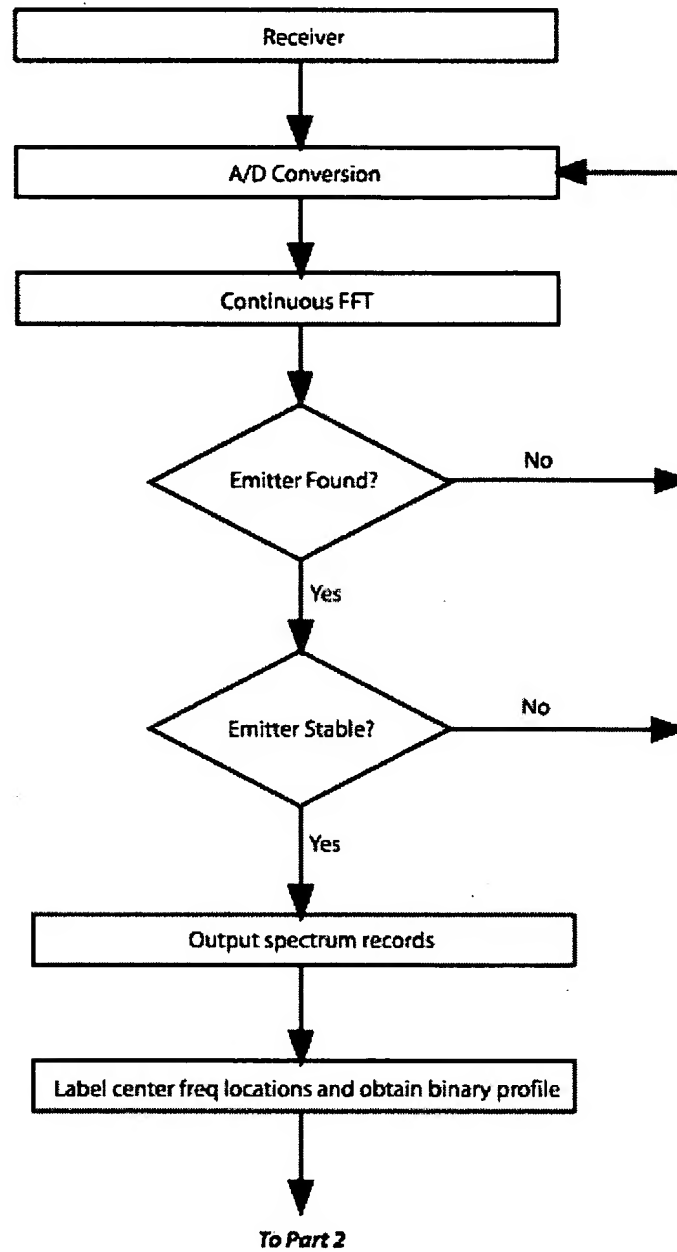 Receiver
A/D Conversion
Continuous FFT
Emitter Found?
No
Yes
Emitter Stable?
No
Yes
Output spectrum records
Label center freq locations and obtain binary profile
To Part 2